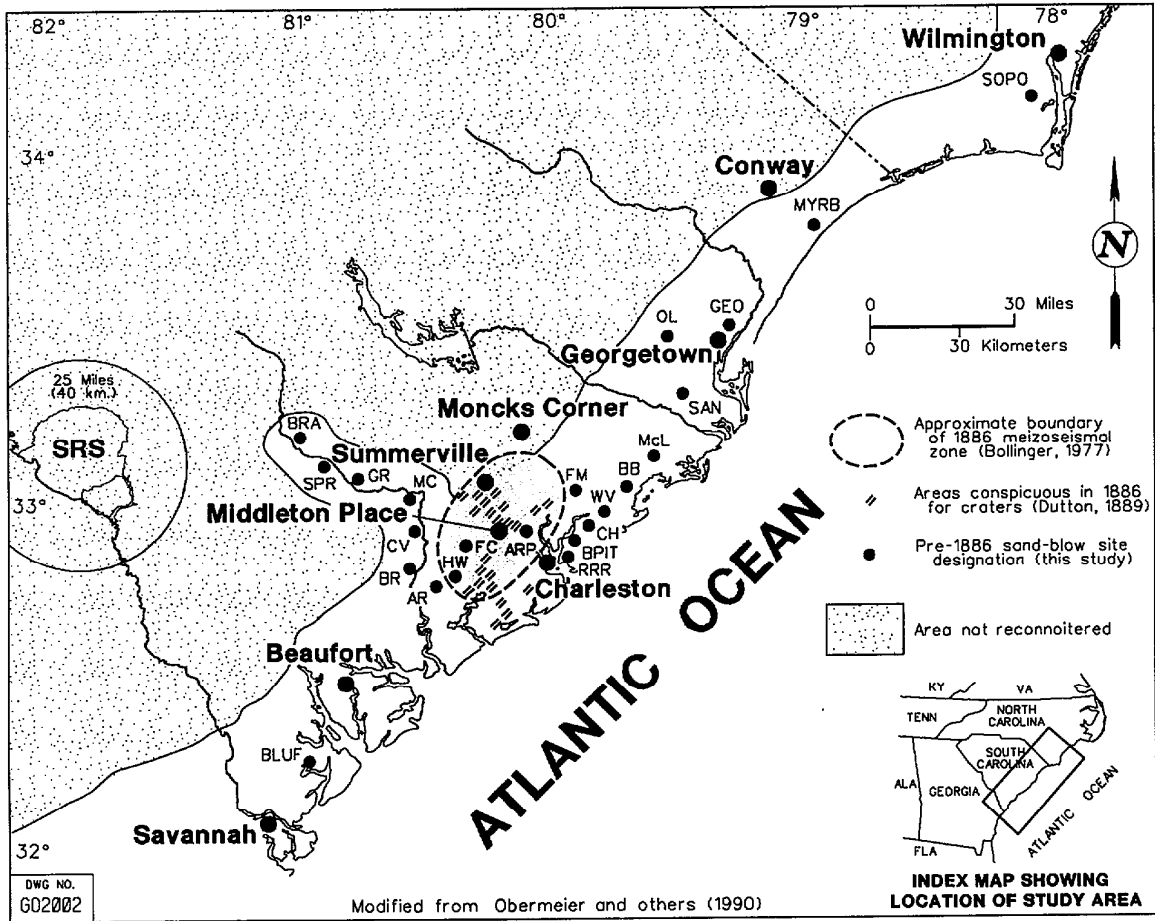 82°
81°
80°
79°
78°
Wilmington
SOPO
34°
Conway
MYRB
N
0 30 Miles
0 30 Kilometers
OL
GEO
Georgetown
SAN
25 Miles
(40 km.)
SRS
Moncks Corner
BRA
Summerville
SPR
GR
MC
McL
BB
FM
WV
33°
Middleton Place
CV
FC
ARP
CH
BPIT
RRR
HW
BR
AR
Charleston
Beaufort
BLUF
Savannah
32°
ATLANTIC OCEAN
Approximate boundary
of 1886 meizoseismal
zone (Bollinger, 1977)
Areas conspicuous in 1886
for craters (Dutton, 1889)
Pre-1886 sand-blow site
designation (this study)
Area not reconnoitered
KY
VA
TENN
NORTH
CAROLINA
SOUTH
CAROLINA
ALA
GEORGIA
FLA
ATLANTIC OCEAN
INDEX MAP SHOWING
LOCATION OF STUDY AREA
DWG NO.
G02002
Modified from Obermeier and others (1990)